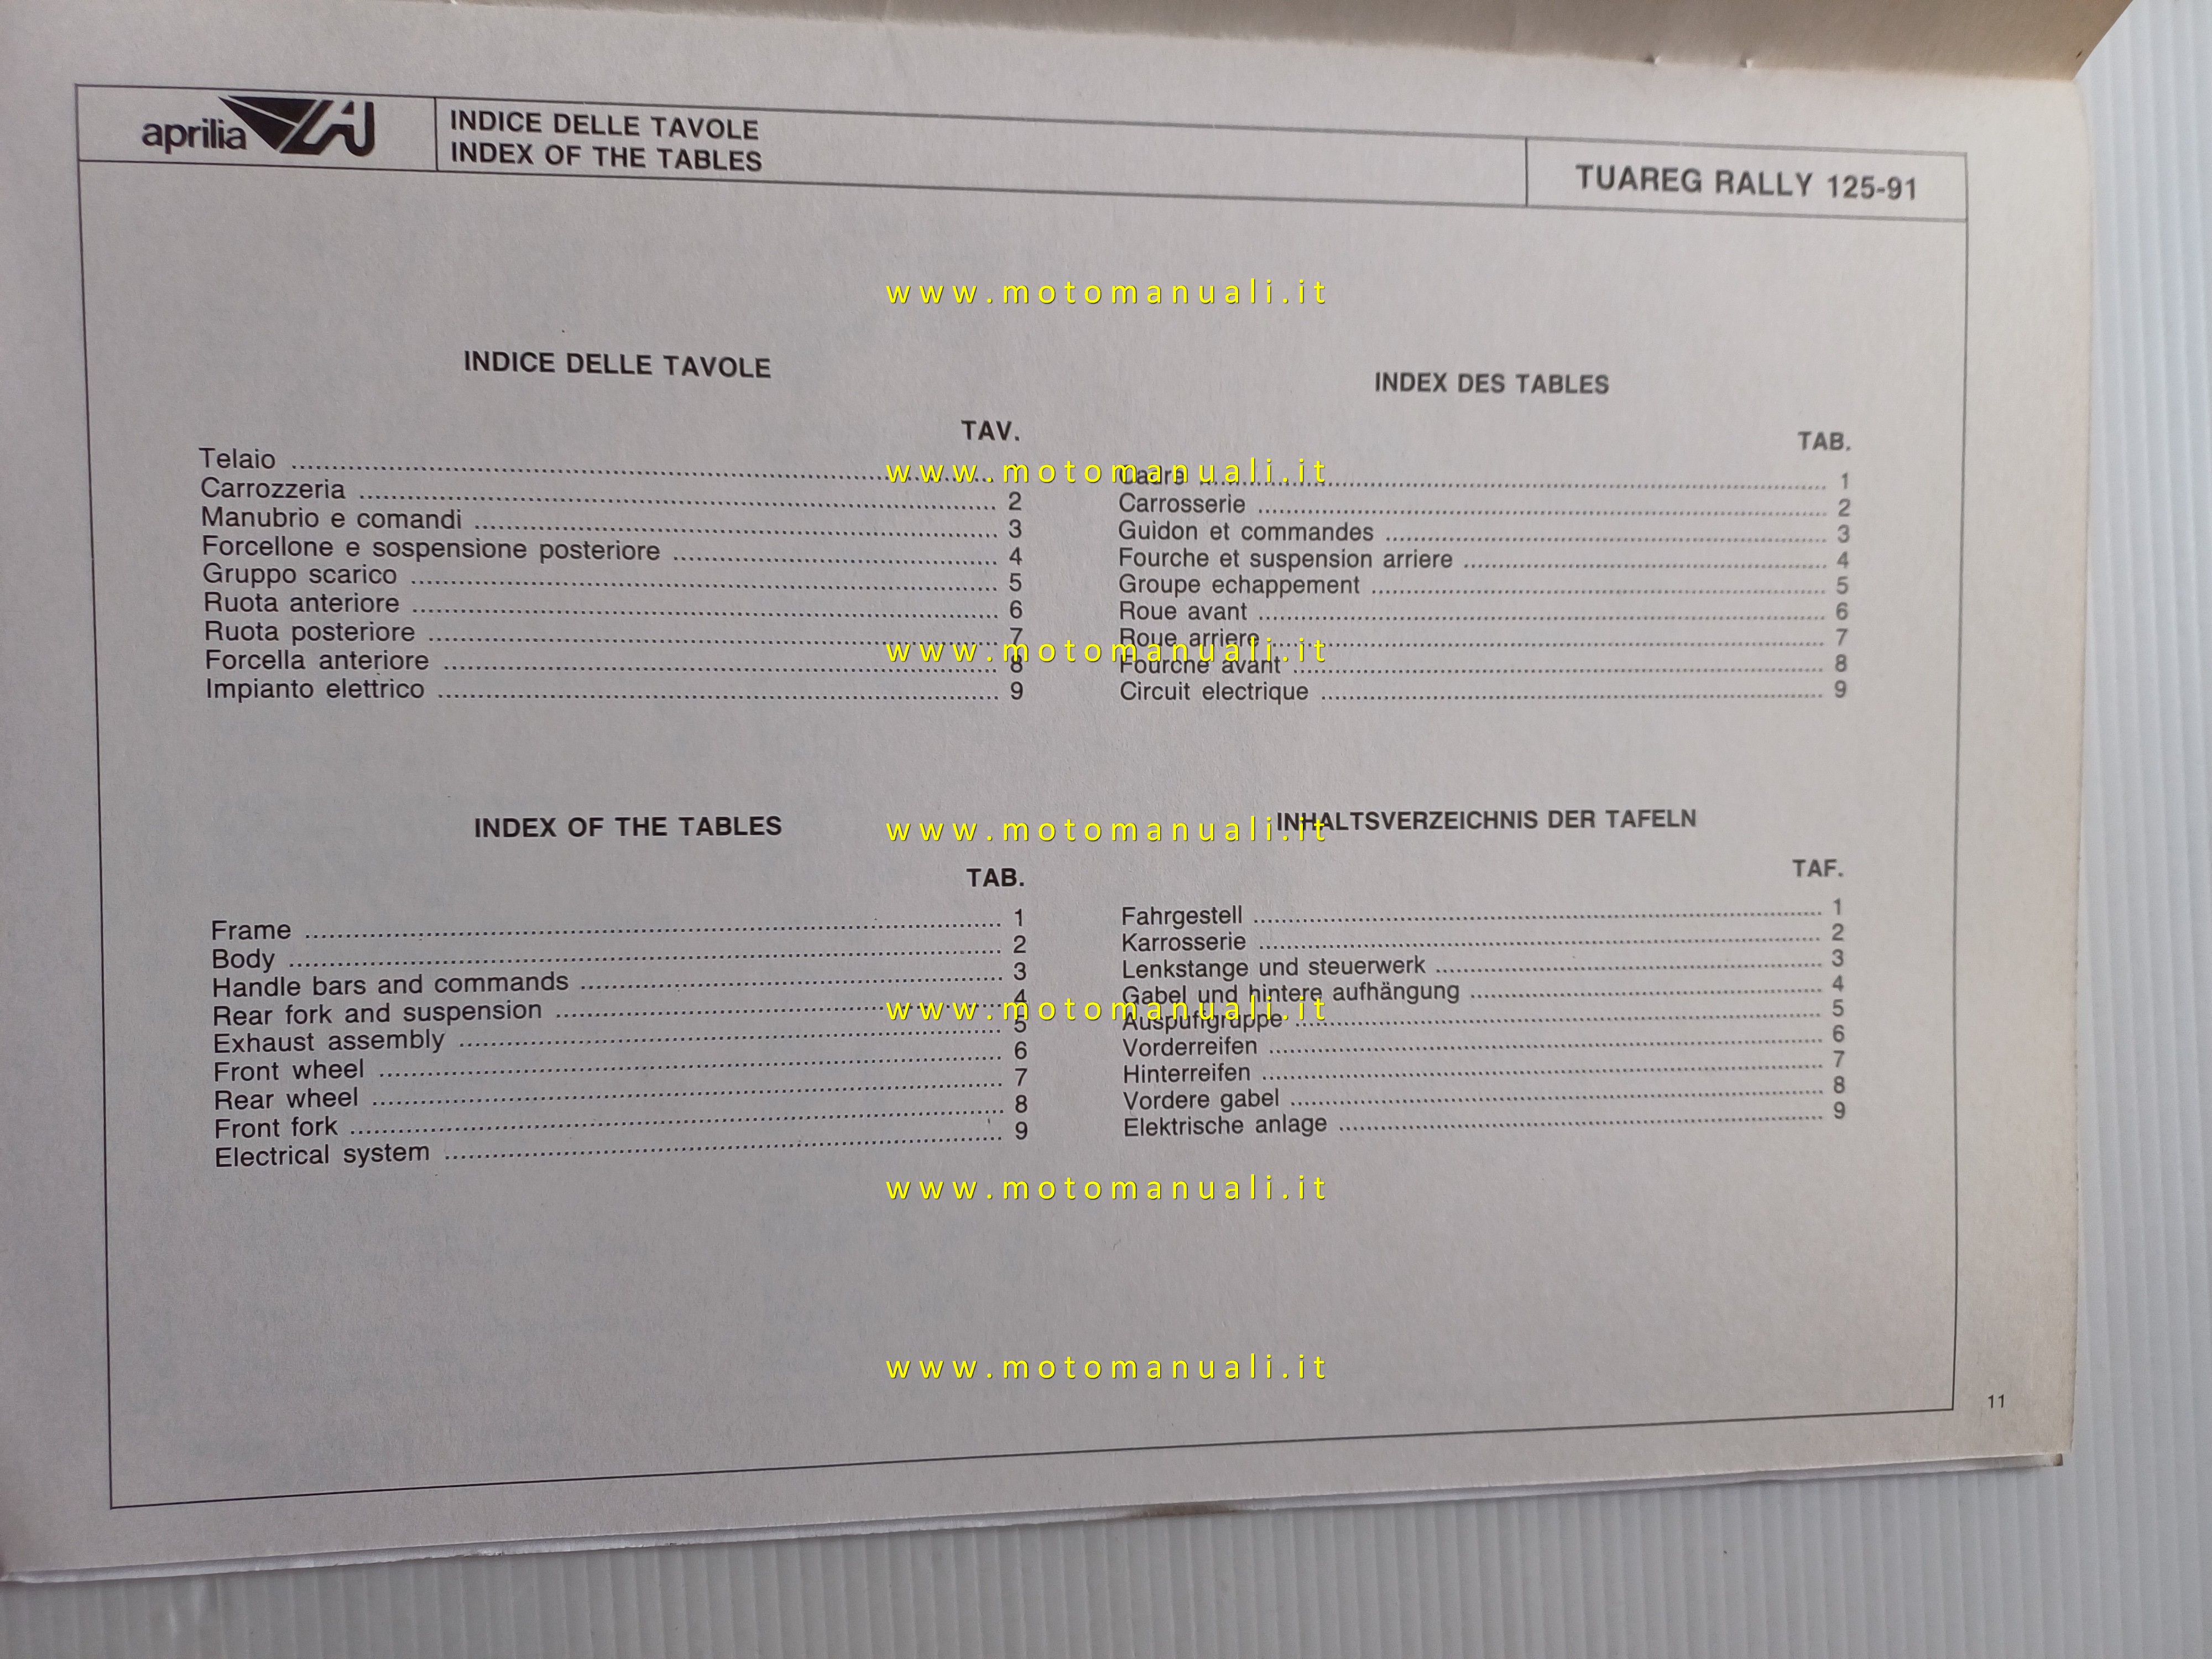 aprilia
INDICE DELLE TAVOLE
INDEX OF THE TABLES
TUAREG RALLY 125-91
www.motomanuali.it
INDICE DELLE TAVOLE
TAV.
Telaio
Carrozzeria 2
Manubrio e comandi 3
Forcellone e sospensione posteriore 4
Gruppo scarico 5
Ruota anteriore 6
Ruota posteriore 7
Forcella anteriore 8
Impianto elettrico 9
INDEX DES TABLES
TAB.
www.motomanuali.it
Cadre 1
Carrosserie 2
Guidon et commandes 3
Fourche et suspension arriere 4
Groupe echappement 5
Roue avant 6
Roue arriere 7
www.motomanuali.it
Fourche avant 8
Circuit electrique 9
INDEX OF THE TABLES
TAB.
Frame 1
Body 2
Handle bars and commands 3
Rear fork and suspension 4
Exhaust assembly 5
Front wheel 6
Rear wheel 7
Front fork 8
Electrical system 9
www.motomanuali.it
INHALTSVERZEICHNIS DER TAFELN
TAF.
Fahrgestell 1
Karrosserie 2
Lenkstange und steuerwerk 3
Gabel und hintere aufhängung 4
www.motomanuali.it
Auspuffgruppe 5
Vorderreifen 6
Hinterreifen 7
Vordere gabel 8
Elektrische anlage 9
www.motomanuali.it
www.motomanuali.it
11